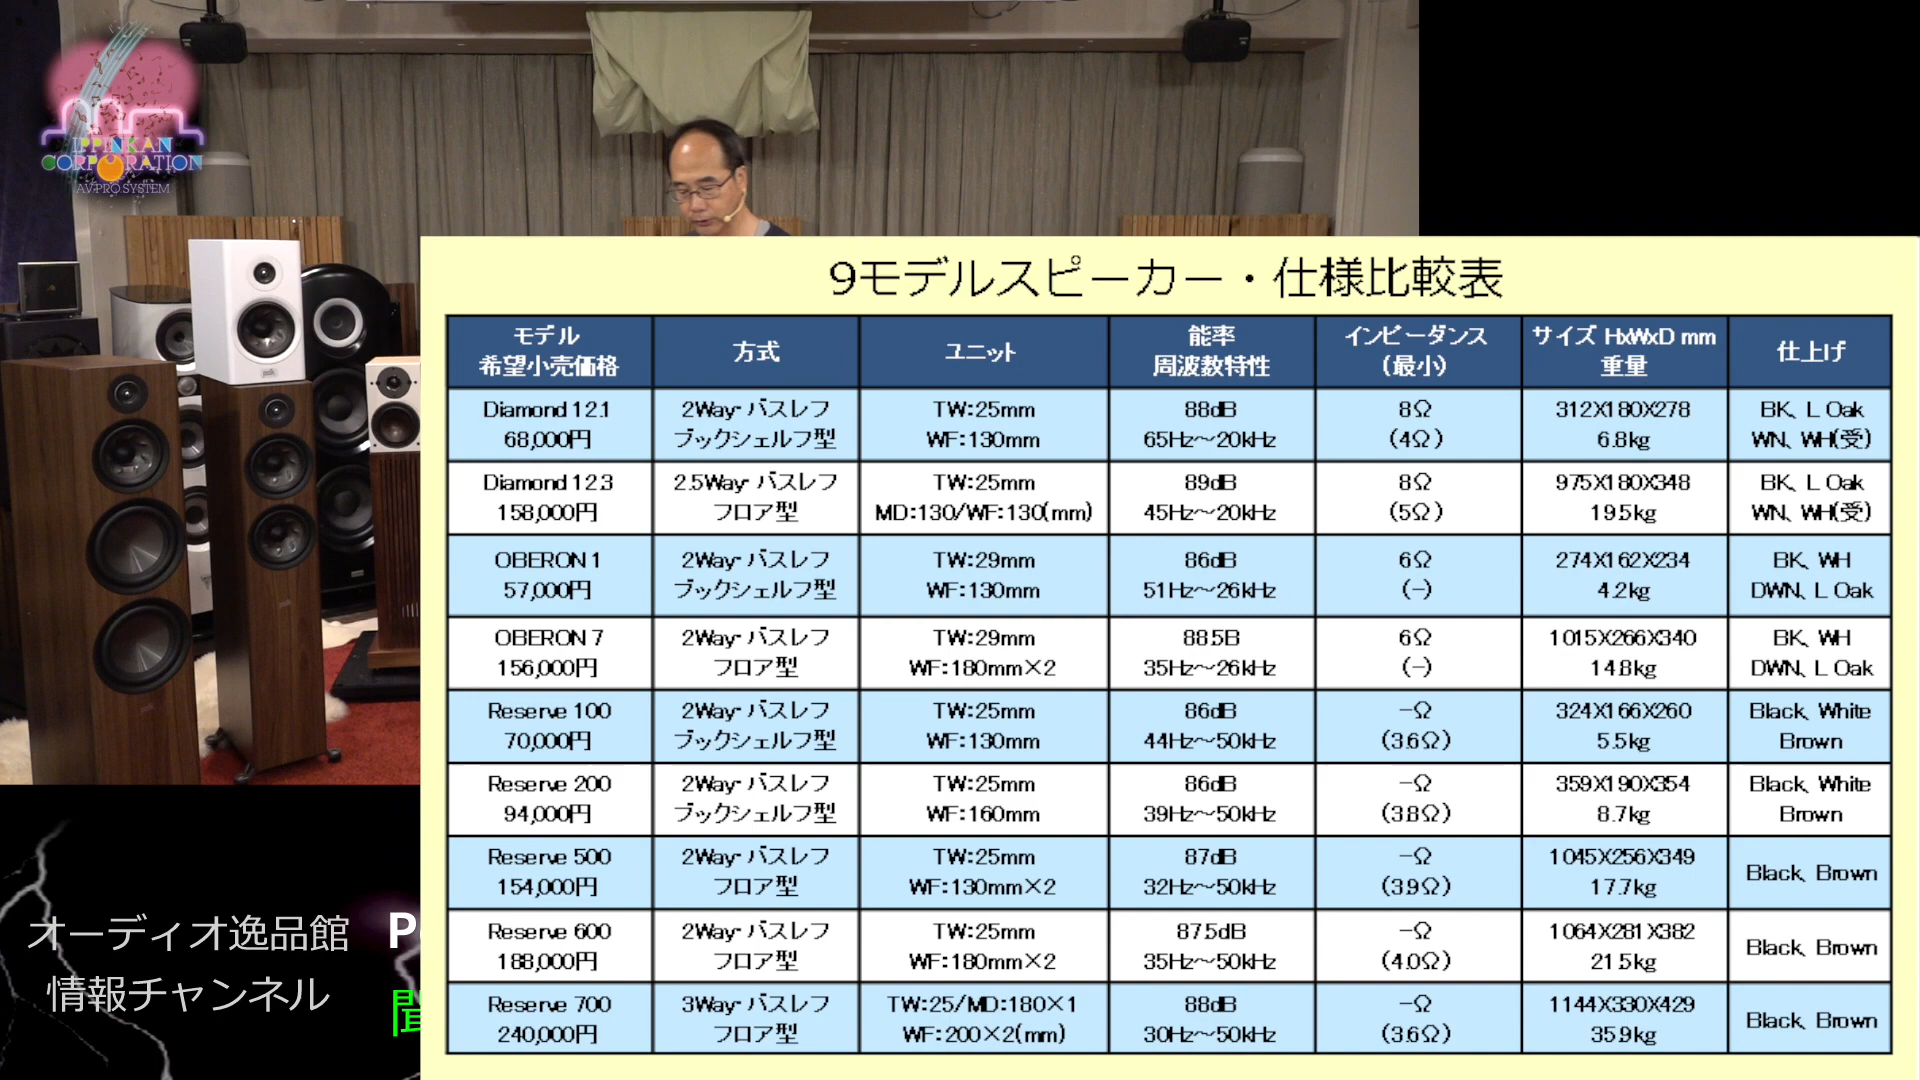 IPPINKAN
CORPORATION
AVPRO.SYSTEM
9モデルスピーカー・仕様比較表
モデル
希望小売価格
方式
ユニット
能率
周波数特性
インピーダンス
(最小)
サイズ HxWxD mm
重量
仕上げ
Diamond 12.1
68,000円
2Way・バスレフ
ブックシェルフ型
TW:25mm
WF:130mm
88dB
65Hz～20kHz
8Ω
(4Ω)
312X180X278
6.8kg
BK、L Oak
WN、WH(受)
Diamond 12.3
158,000円
2.5Way・バスレフ
フロア型
TW:25mm
MD:130/WF:130(mm)
89dB
45Hz～20kHz
8Ω
(5Ω)
975X180X348
19.5kg
BK、L Oak
WN、WH(受)
OBERON 1
57,000円
2Way・バスレフ
ブックシェルフ型
TW:29mm
WF:130mm
86dB
51Hz～26kHz
6Ω
(-)
274X162X234
4.2kg
BK、WH
DWN、L Oak
OBERON 7
156,000円
2Way・バスレフ
フロア型
TW:29mm
WF:180mm×2
88.5B
35Hz～26kHz
6Ω
(-)
1015X266X340
14.8kg
BK、WH
DWN、L Oak
Reserve 100
70,000円
2Way・バスレフ
ブックシェルフ型
TW:25mm
WF:130mm
86dB
44Hz～50kHz
-Ω
(3.6Ω)
324X166X260
5.5kg
Black、White
Brown
Reserve 200
94,000円
2Way・バスレフ
ブックシェルフ型
TW:25mm
WF:160mm
86dB
39Hz～50kHz
-Ω
(3.8Ω)
359X190X354
8.7kg
Black、White
Brown
Reserve 500
154,000円
2Way・バスレフ
フロア型
TW:25mm
WF:130mm×2
87dB
32Hz～50kHz
-Ω
(3.9Ω)
1045X256X349
17.7kg
Black、Brown
Reserve 600
188,000円
2Way・バスレフ
フロア型
TW:25mm
WF:180mm×2
87.5dB
35Hz～50kHz
-Ω
(4.0Ω)
1064X281X382
21.5kg
Black、Brown
Reserve 700
240,000円
3Way・バスレフ
フロア型
TW:25/MD:180×1
WF:200×2(mm)
88dB
30Hz～50kHz
-Ω
(3.6Ω)
1144X330X429
35.9kg
Black、Brown
オーディオ逸品館
情報チャンネル
P
聞